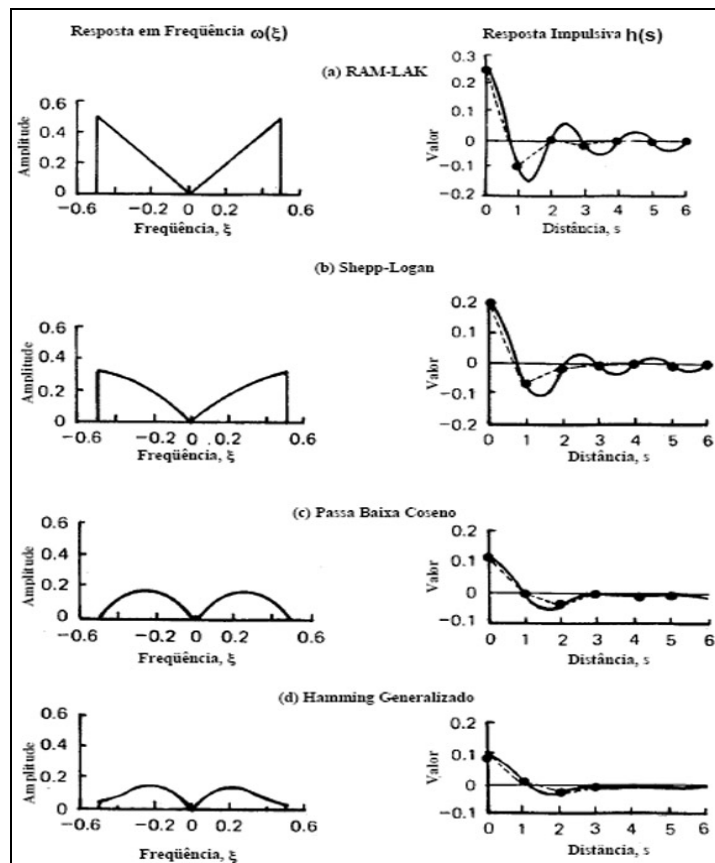 Resposta em Freqüência ω(ξ)
Resposta Impulsiva h(s)
(a) RAM-LAK
Amplitude
0.6
0.4
0.2
0
−0.6 −0.2 0 0.2 0.6
Freqüência, ξ
Valor
0.3
0.2
0.1
0
−0.1
−0.2
0 1 2 3 4 5 6
Distância, s
(b) Shepp-Logan
Amplitude
0.6
0.4
0.2
0
−0.6 −0.2 0 0.2 0.6
Freqüência, ξ
Valor
0.2
0.1
0
−0.1
−0.2
0 1 2 3 4 5 6
Distância, s
(c) Passa Baixa Coseno
Amplitude
0.6
0.4
0.2
0
−0.6 −0.2 0 0.2 0.6
Freqüência, ξ
Valor
0.2
0.1
0
−0.1
0 1 2 3 4 5 6
Distância, s
(d) Hamming Generalizado
Amplitude
0.6
0.4
0.2
0
−0.6 −0.2 0 0.2 0.6
Freqüência, ξ
Valor
0.2
0.1
0
−0.1
0 1 2 3 4 5 6
Distância, s